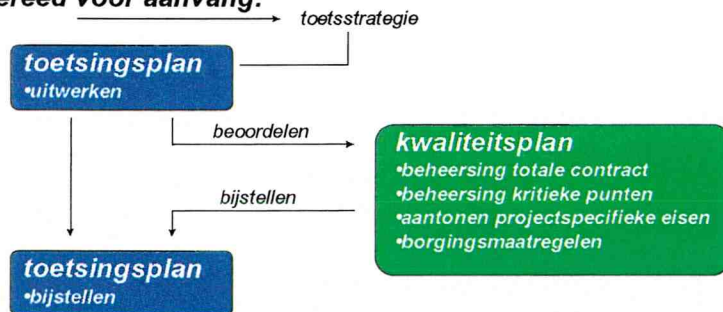 voor aanvang:
toetsstrategie
toetsingsplan
•uitwerken
beoordelen
kwaliteitsplan
•beheersing totale contract
•beheersing kritieke punten
•aantonen projectspecifieke eisen
•borgingsmaatregelen
bijstellen
toetsingsplan
•bijstellen